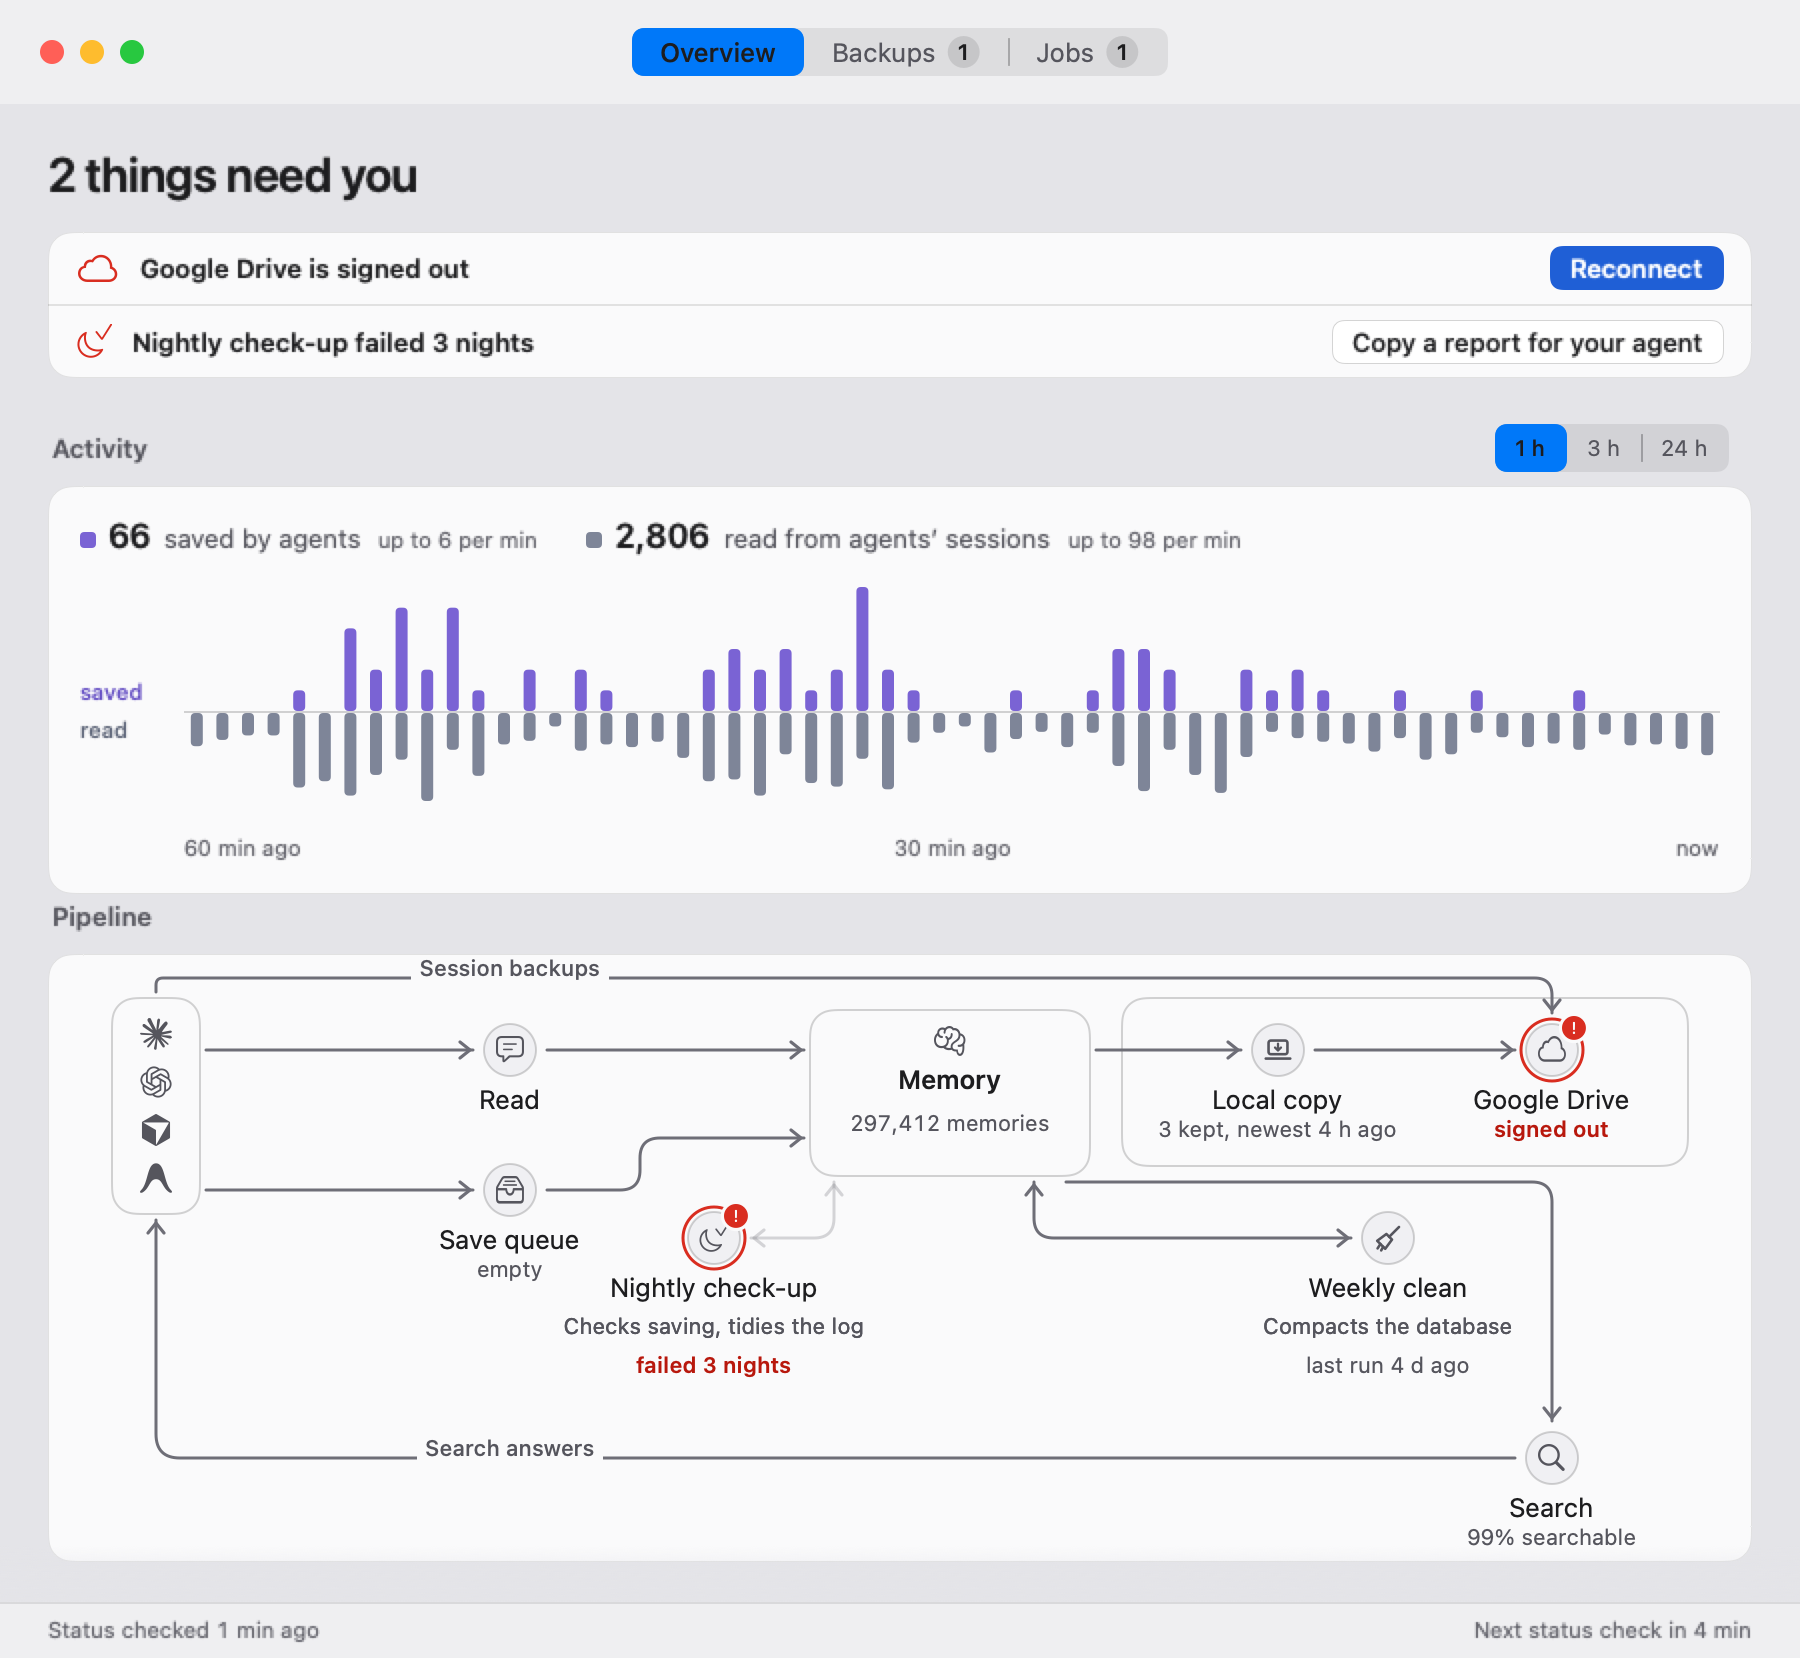 Overview Backups 1 Jobs 1
2 things need you
Google Drive is signed out Reconnect
Nightly check-up failed 3 nights Copy a report for your agent
Activity 1 h 3 h 24 h
66 saved by agents up to 6 per min 2,806 read from agents’ sessions up to 98 per min
saved
read
60 min ago 30 min ago now
Pipeline
Session backups
Read
Memory
297,412 memories
Local copy
3 kept, newest 4 h ago
Google Drive
signed out
Save queue
empty
Nightly check-up
Checks saving, tidies the log
failed 3 nights
Weekly clean
Compacts the database
last run 4 d ago
Search answers
Search
99% searchable
Status checked 1 min ago Next status check in 4 min